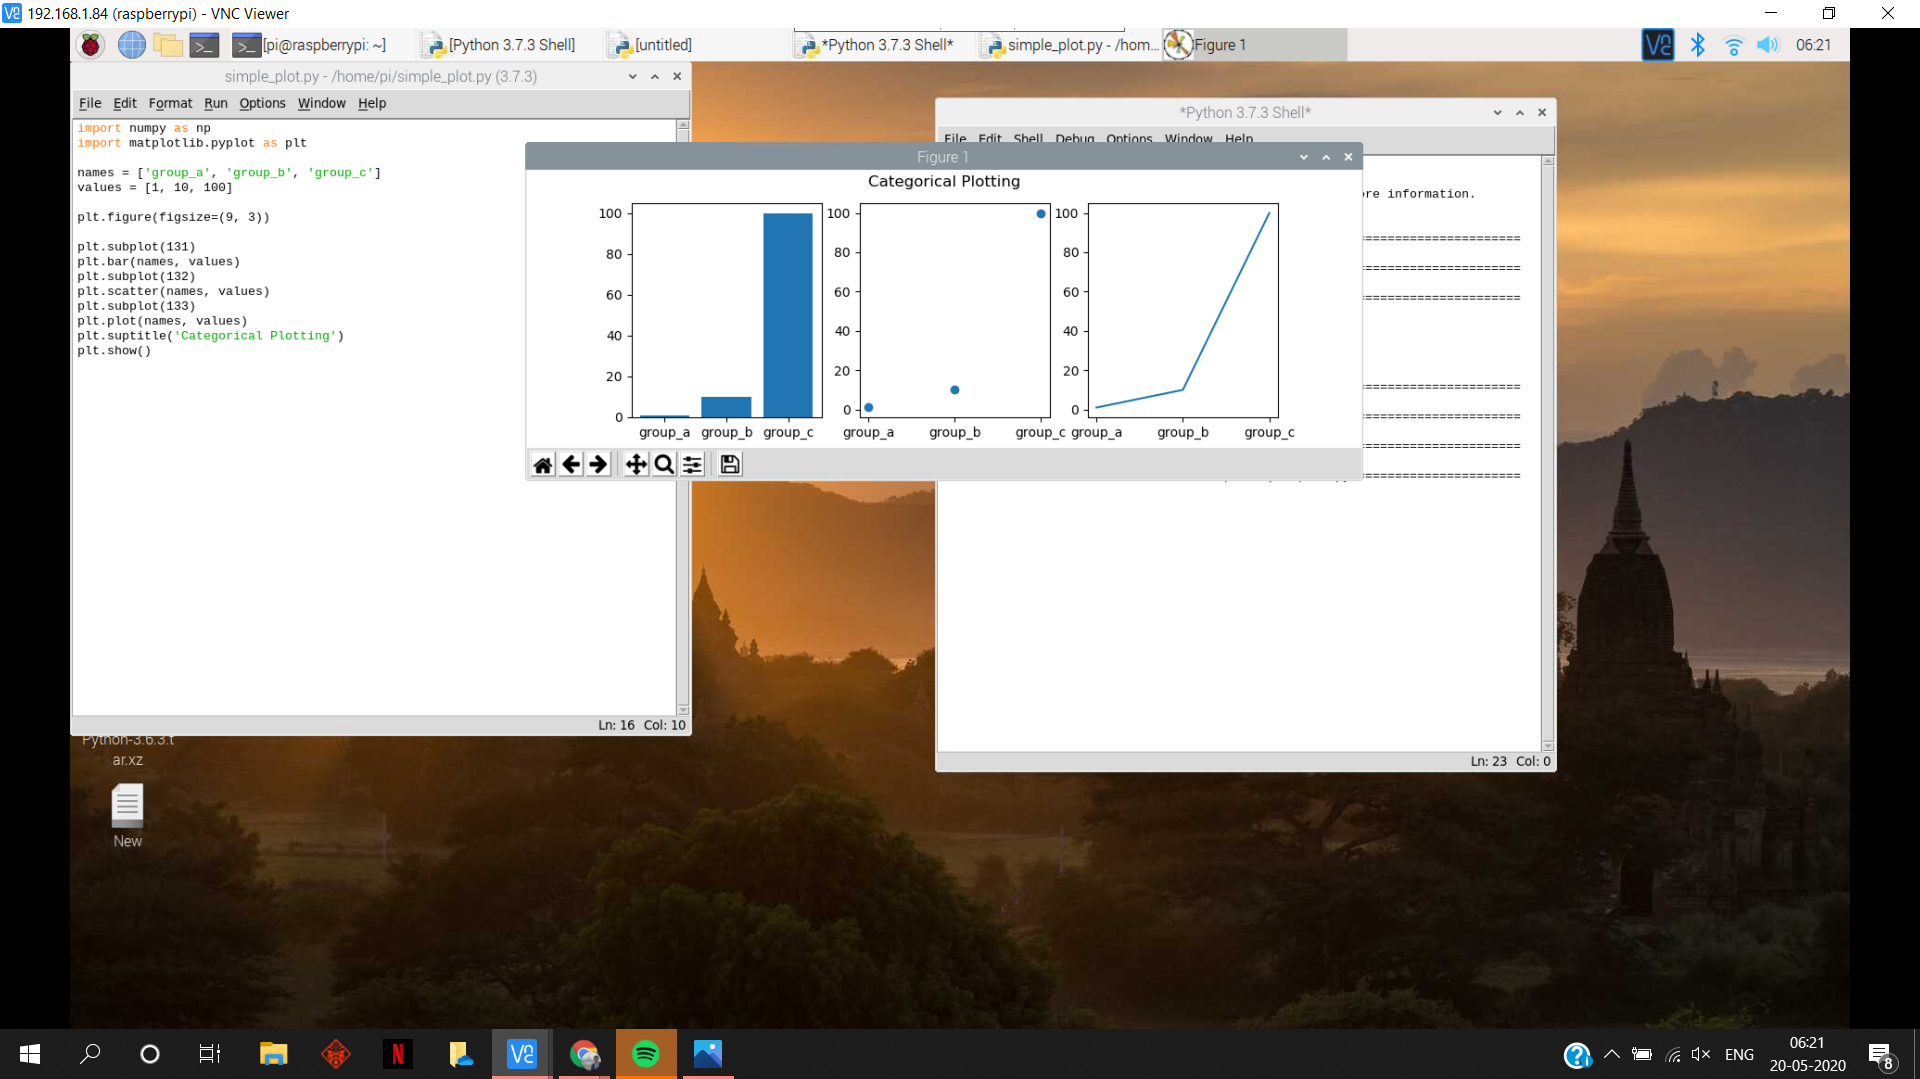 192.168.1.84 (raspberrypi) - VNC Viewer
[pi@raspberrypi: ~]
[Python 3.7.3 Shell]
[untitled]
*Python 3.7.3 Shell*
simple_plot.py - /hom...
Figure 1
06:21
simple_plot.py - /home/pi/simple_plot.py (3.7.3)
File Edit Format Run Options Window Help
import numpy as np
import matplotlib.pyplot as plt
names = ['group_a', 'group_b', 'group_c']
values = [1, 10, 100]
plt.figure(figsize=(9, 3))
plt.subplot(131)
plt.bar(names, values)
plt.subplot(132)
plt.scatter(names, values)
plt.subplot(133)
plt.plot(names, values)
plt.suptitle('Categorical Plotting')
plt.show()
Ln: 16 Col: 10
*Python 3.7.3 Shell*
File Edit Shell Debug Options Window Help
information.
=====================
=====================
=====================
=====================
=====================
=====================
=====================
Ln: 23 Col: 0
Figure 1
Categorical Plotting
100
80
60
40
20
0
group_a group_b group_c
100
80
60
40
20
0
group_a group_b group_c
100
80
60
40
20
0
group_a group_b group_c
Python-3.6.3.t
ar.xz
New
ENG
06:21
20-05-2020
8